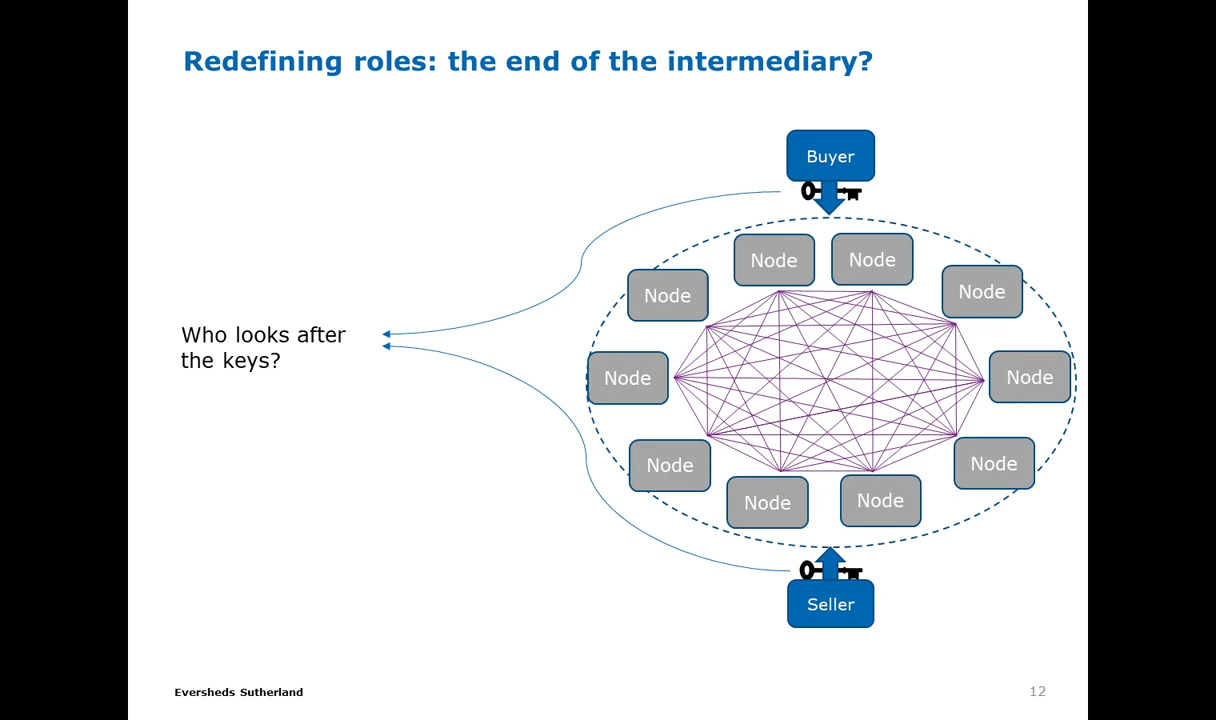 Redefining roles: the end of the intermediary?
Buyer
Node
Node
Node
Node
Who looks after
the keys?
Node
Node
Node
Node
Node
Node
Seller
Eversheds Sutherland
12